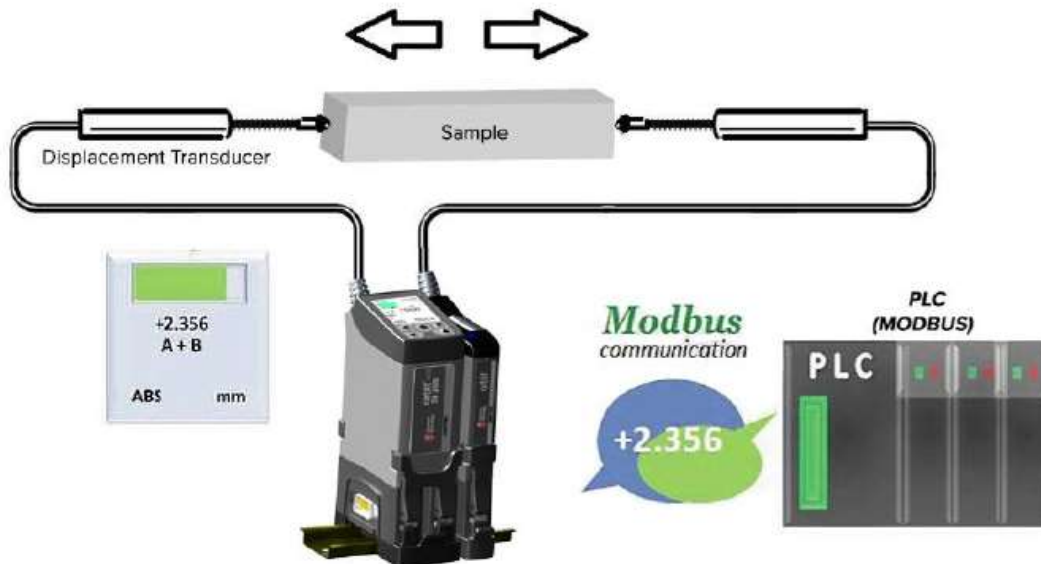 Sample
Displacement Transducer
+2.356
A + B
ABS
mm
Modbus
communication
+2.356
PLC
(MODBUS)
PLC